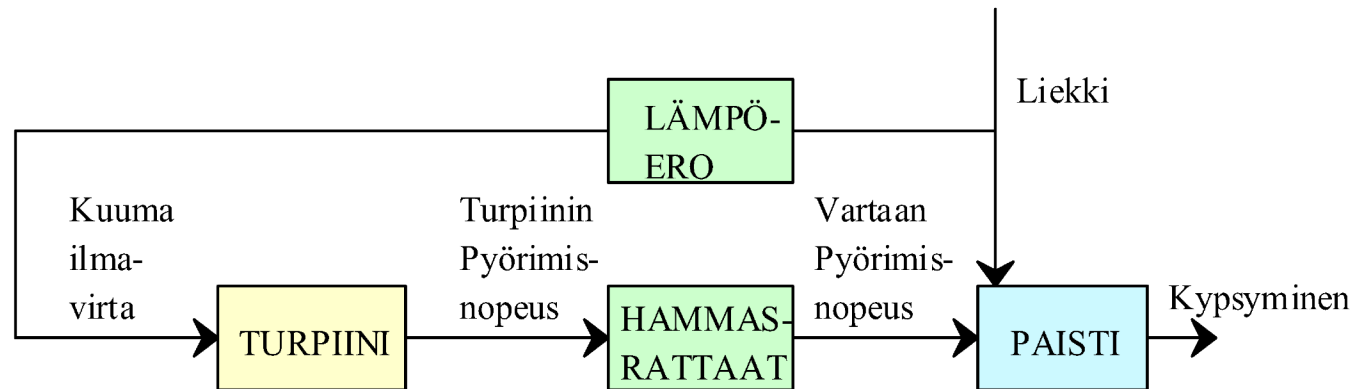 Liekki
LÄMPÖ-
ERO
Kuuma
ilma-
virta
Turpiinin
Pyörimis-
nopeus
Vartaan
Pyörimis-
nopeus
Kypsyminen
TURPIINI
HAMMAS-
RATTAAT
PAISTI